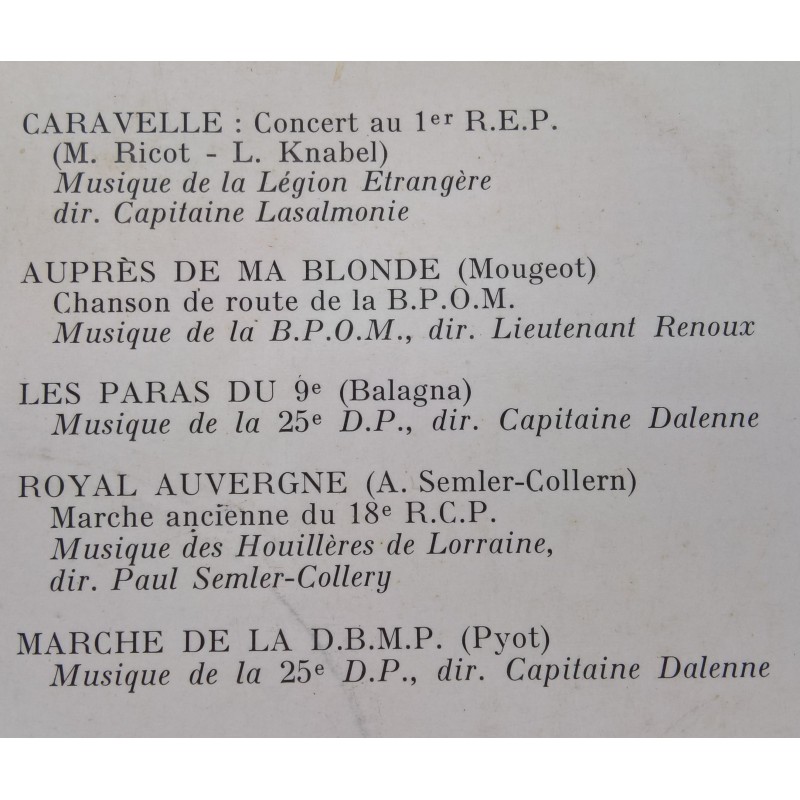 CARAVELLE : Concert au 1er R.E.P.
(M. Ricot - L. Knabel)
Musique de la Légion Etrangère
dir. Capitaine Lasalmonie
AUPRÈS DE MA BLONDE (Mougeot)
Chanson de route de la B.P.O.M.
Musique de la B.P.O.M., dir. Lieutenant Renoux
LES PARAS DU 9e (Balagna)
Musique de la 25e D.P., dir. Capitaine Dalenne
ROYAL AUVERGNE (A. Semler-Collern)
Marche ancienne du 18e R.C.P.
Musique des Houillères de Lorraine,
dir. Paul Semler-Collery
MARCHE DE LA D.B.M.P. (Pyot)
Musique de la 25e D.P., dir. Capitaine Dalenne